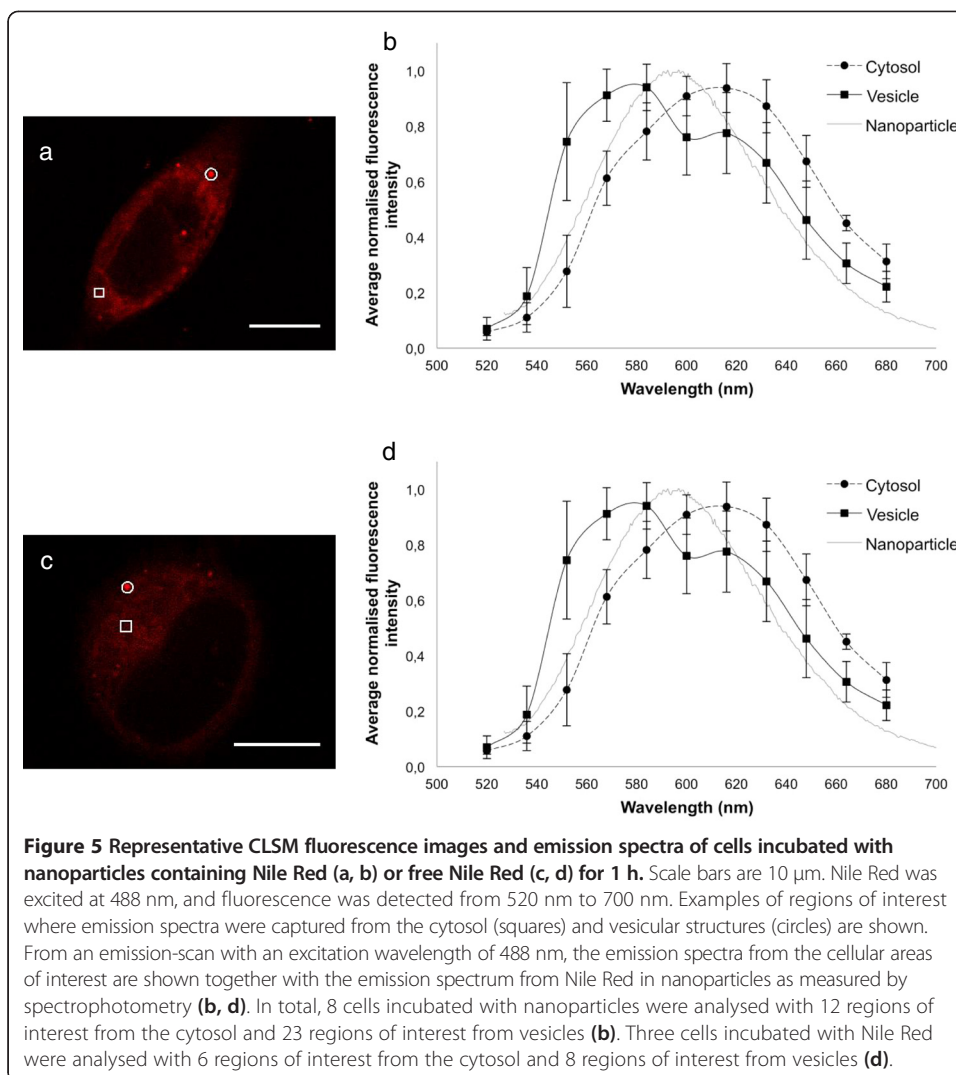 a
b
1,0
0,8
0,6
0,4
0,2
0,0
Average normalised fluorescence
intensity
Cytosol
Vesicle
Nanoparticle
500 520 540 560 580 600 620 640 660 680 700
Wavelength (nm)
c
d
1,0
0,8
0,6
0,4
0,2
0,0
Average normalised fluorescence
intensity
Cytosol
Vesicle
Nanoparticle
500 520 540 560 580 600 620 640 660 680 700
Wavelength (nm)
Figure 5 Representative CLSM fluorescence images and emission spectra of cells incubated with
nanoparticles containing Nile Red (a, b) or free Nile Red (c, d) for 1 h. Scale bars are 10 μm. Nile Red was
excited at 488 nm, and fluorescence was detected from 520 nm to 700 nm. Examples of regions of interest
where emission spectra were captured from the cytosol (squares) and vesicular structures (circles) are shown.
From an emission-scan with an excitation wavelength of 488 nm, the emission spectra from the cellular areas
of interest are shown together with the emission spectrum from Nile Red in nanoparticles as measured by
spectrophotometry (b, d). In total, 8 cells incubated with nanoparticles were analysed with 12 regions of
interest from the cytosol and 23 regions of interest from vesicles (b). Three cells incubated with Nile Red
were analysed with 6 regions of interest from the cytosol and 8 regions of interest from vesicles (d).